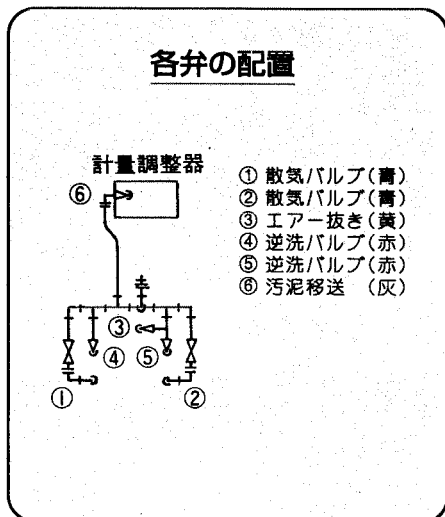 各弁の配置
計量調整器
⑥
① 散気バルブ(青)
② 散気バルブ(青)
③ エアー抜き(黄)
④ 逆洗バルブ(赤)
⑤ 逆洗バルブ(赤)
⑥ 汚泥移送 (灰)
③
④ ⑤
① ②